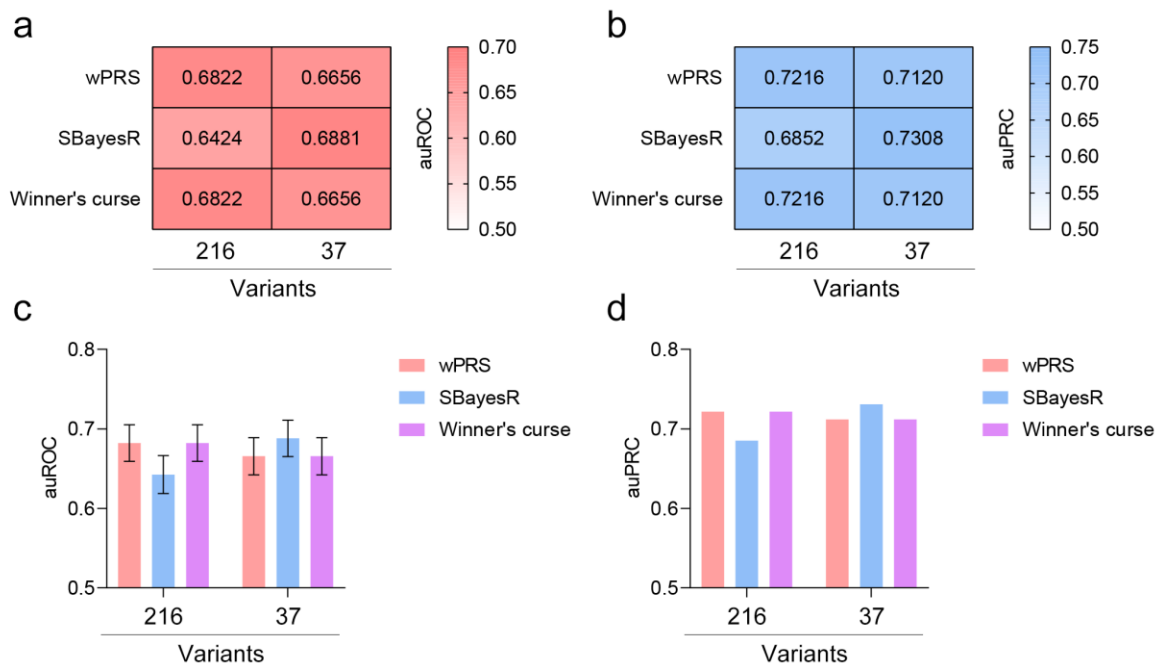 a
wPRS 0.6822 0.6656
SBayesR 0.6424 0.6881
Winner's curse 0.6822 0.6656
216 37
Variants
0.70
0.65
0.60
0.55
0.50
auROC
b
wPRS 0.7216 0.7120
SBayesR 0.6852 0.7308
Winner's curse 0.7216 0.7120
216 37
Variants
0.75
0.70
0.65
0.60
0.55
0.50
auPRC
c
0.8
0.7
0.6
0.5
auROC
216 37
Variants
wPRS
SBayesR
Winner's curse
d
0.8
0.7
0.6
0.5
auPRC
216 37
Variants
wPRS
SBayesR
Winner's curse